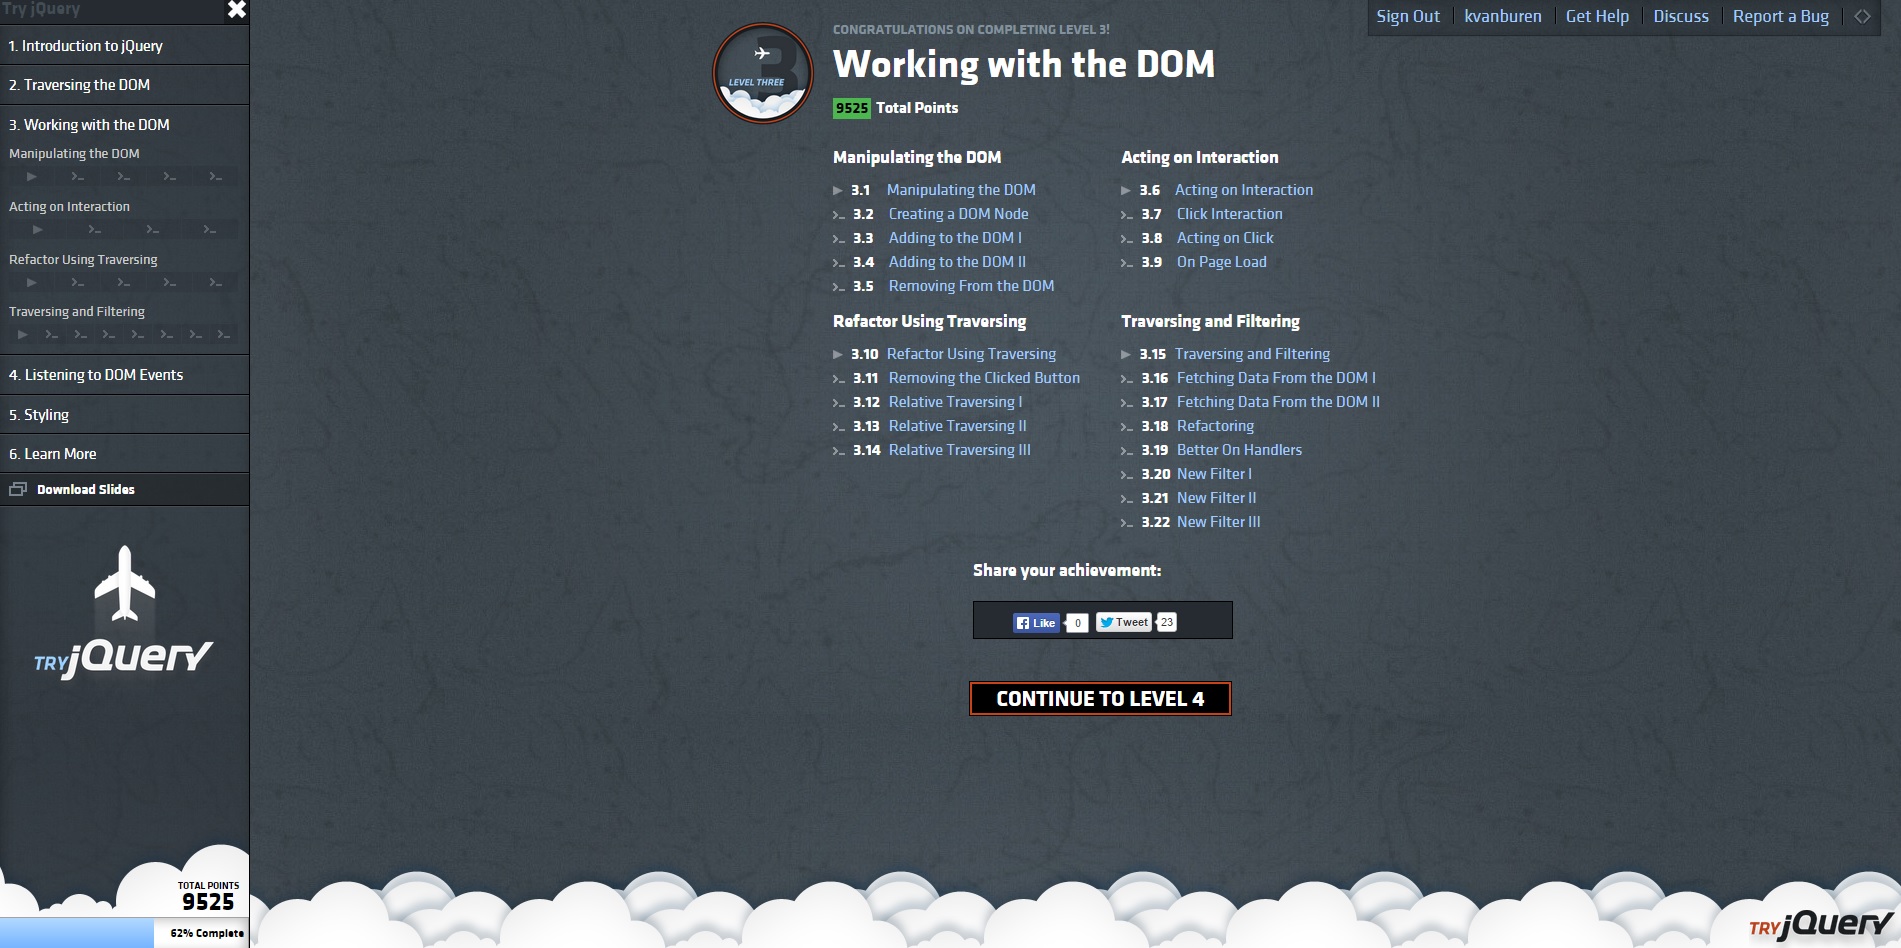 Try jQuery
1. Introduction to jQuery
2. Traversing the DOM
3. Working with the DOM
Manipulating the DOM
Acting on Interaction
Refactor Using Traversing
Traversing and Filtering
4. Listening to DOM Events
5. Styling
6. Learn More
Download Slides
TRY jQuery
TOTAL POINTS
9525
62% Complete
Sign Out kvanburen Get Help Discuss Report a Bug
3
LEVEL THREE
CONGRATULATIONS ON COMPLETING LEVEL 3!
Working with the DOM
9525 Total Points
Manipulating the DOM
3.1 Manipulating the DOM
3.2 Creating a DOM Node
3.3 Adding to the DOM I
3.4 Adding to the DOM II
3.5 Removing From the DOM
Acting on Interaction
3.6 Acting on Interaction
3.7 Click Interaction
3.8 Acting on Click
3.9 On Page Load
Refactor Using Traversing
3.10 Refactor Using Traversing
3.11 Removing the Clicked Button
3.12 Relative Traversing I
3.13 Relative Traversing II
3.14 Relative Traversing III
Traversing and Filtering
3.15 Traversing and Filtering
3.16 Fetching Data From the DOM I
3.17 Fetching Data From the DOM II
3.18 Refactoring
3.19 Better On Handlers
3.20 New Filter I
3.21 New Filter II
3.22 New Filter III
Share your achievement:
Like 0 Tweet 23
CONTINUE TO LEVEL 4
TRY jQuery